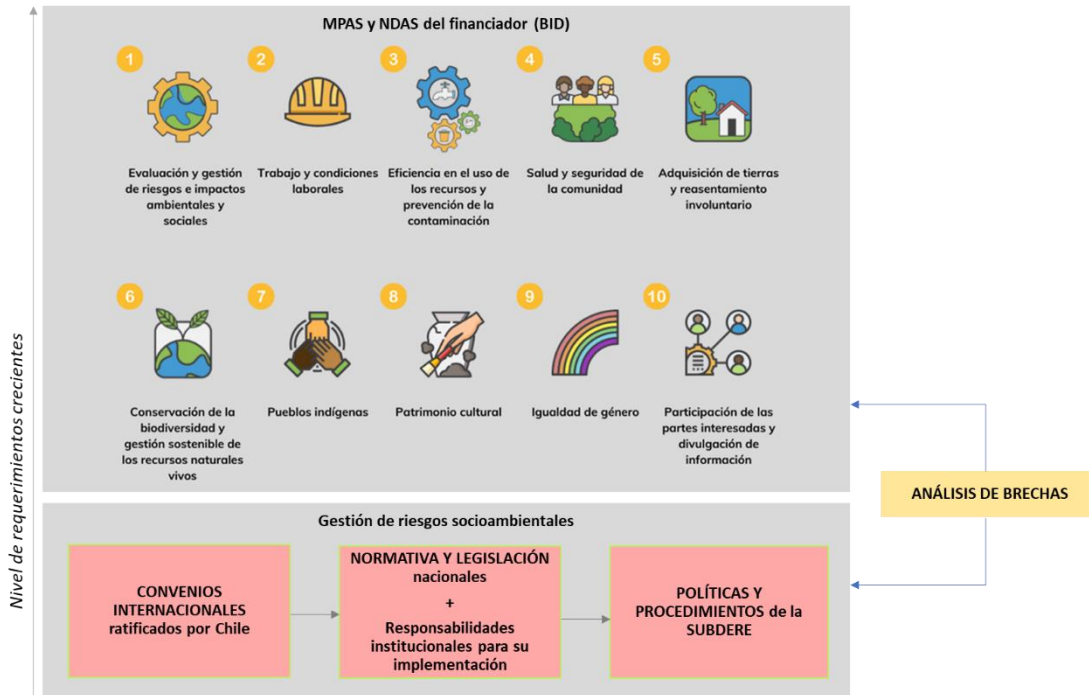 MPAS y NDAS del financiador (BID)
1
2
3
4
5
Evaluación y gestión
de riesgos e impactos
ambientales y
sociales
Trabajo y condiciones
laborales
Eficiencia en el uso de
los recursos y
prevención de la
contaminación
Salud y seguridad de
la comunidad
Adquisición de tierras
y reasentamiento
involuntario
6
7
8
9
10
Conservación de la
biodiversidad y
gestión sostenible de
los recursos naturales
vivos
Pueblos indígenas
Patrimonio cultural
Igualdad de género
Participación de las
partes interesadas y
divulgación de
información
Nivel de requerimientos crecientes
ANÁLISIS DE BRECHAS
Gestión de riesgos socioambientales
CONVENIOS
INTERNACIONALES
ratificados por Chile
NORMATIVA Y LEGISLACIÓN
nacionales
+
Responsabilidades
institucionales para su
implementación
POLÍTICAS Y
PROCEDIMIENTOS de la
SUBDERE